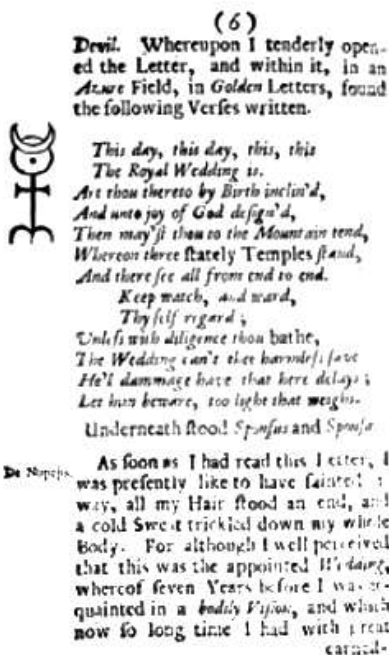 (6)
Devil. Whereupon I tenderly open-
ed the Letter, and within it, in an
Azure Field, in Golden Letters, found
the following Verſes written.
This day, this day, this, this
The Royal Wedding is.
Art thou thereto by Birth inclin'd,
And unto joy of God deſign'd,
Then may'ſt thou to the Mountain tend,
Whereon three ſtately Temples ſtand,
And there ſee all from end to end.
Keep watch, and ward,
Thy ſelf regard;
Unleſs with diligence thou bathe,
The Wedding can't thee harmleſs ſave
He'l dammage have that here delays;
Let him beware, too light that weighs.
Underneath ſtood Sponſus and Sponſa.
De Nuptiis.
As ſoon as I had read this Letter, I
was preſently like to have fainted a
way, all my Hair ſtood an end, and
a cold Sweat trickled down my whole
Body. For although I well perceived
that this was the appointed Wedding,
whereof ſeven Years before I was ac-
quainted in a bodily Viſion, and which
now ſo long time I had with great
earneſ-